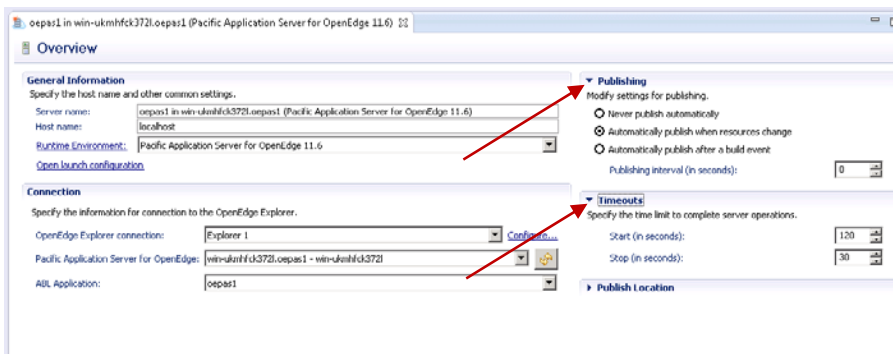 oepas1 in win-ukmhfck372l.oepas1 (Pacific Application Server for OpenEdge 11.6)
Overview
General Information
Specify the host name and other common settings.
Server name: oepas1 in win-ukmhfck372l.oepas1 (Pacific Application Server for OpenEdge 11.6)
Host name: localhost
Runtime Environment: Pacific Application Server for OpenEdge 11.6
Open launch configuration
Connection
Specify the information for connection to the OpenEdge Explorer.
OpenEdge Explorer connection: Explorer 1 Configure...
Pacific Application Server for OpenEdge: win-ukmhfck372l.oepas1 - win-ukmhfck372l
ABL Application: oepas1
Publishing
Modify settings for publishing.
Never publish automatically
Automatically publish when resources change
Automatically publish after a build event
Publishing interval (in seconds): 0
Timeouts
Specify the time limit to complete server operations.
Start (in seconds): 120
Stop (in seconds): 30
Publish Location